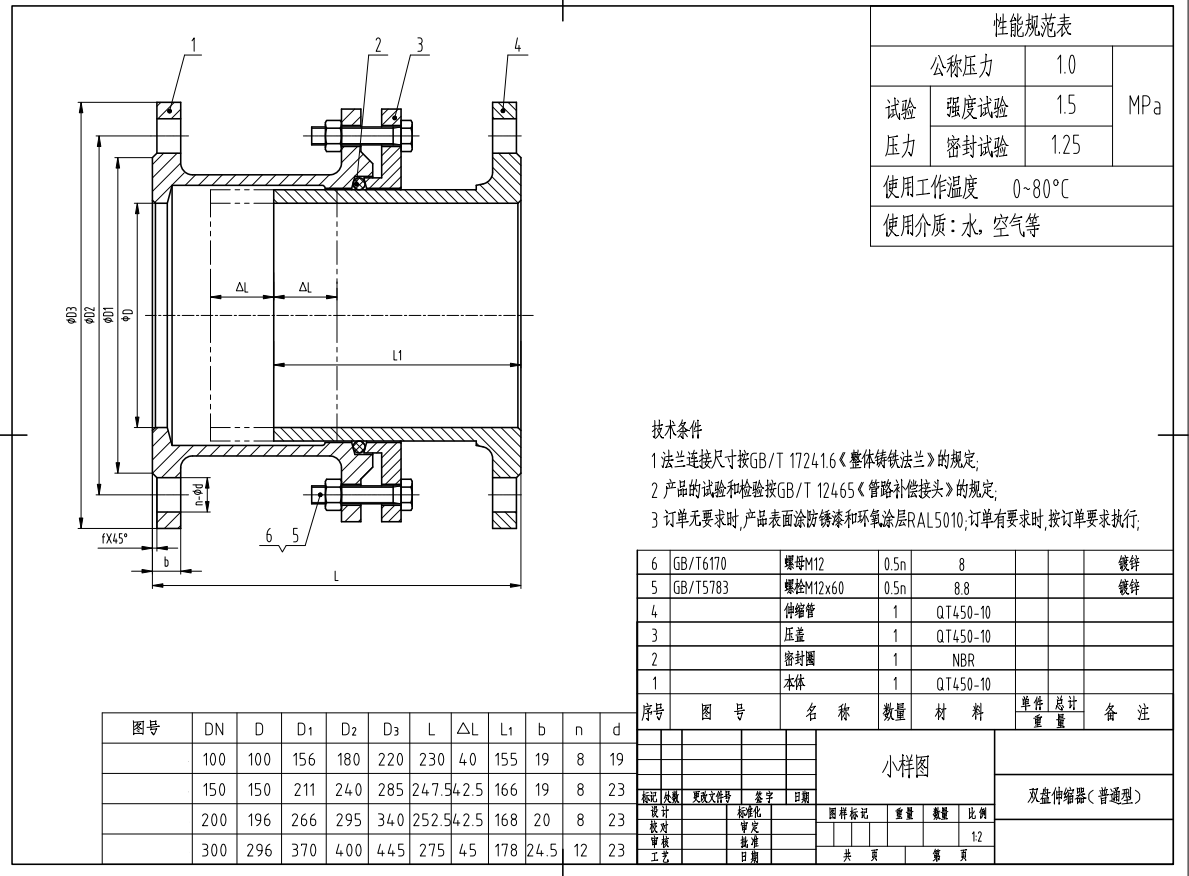 1
2
3
4
性能规范表
公称压力 1.0 MPa
试验压力 强度试验 1.5
密封试验 1.25
使用工作温度 0~80°C
使用介质：水，空气等
øD3
øD2
øD1
ΦD
△L △L
L1
n-Ød
fX45°
b
L
6 5
技术条件
1 法兰连接尺寸按GB/T 17241.6《整体铸铁法兰》的规定;
2 产品的试验和检验按GB/T 12465《管路补偿接头》的规定;
3 订单无要求时,产品表面涂防锈漆和环氧涂层RAL5010;订单有要求时,按订单要求执行;
6 GB/T6170 螺母M12 0.5n 8 镀锌
5 GB/T5783 螺栓M12x60 0.5n 8.8 镀锌
4 伸缩管 1 QT450-10
3 压盖 1 QT450-10
2 密封圈 1 NBR
1 本体 1 QT450-10
序号 图 号 名 称 数量 材 料 单件 总计 重 量 备 注
图号 DN D D1 D2 D3 L △L L1 b n d
100 100 156 180 220 230 40 155 19 8 19
150 150 211 240 285 247.5 42.5 166 19 8 23
200 196 266 295 340 252.5 42.5 168 20 8 23
300 296 370 400 445 275 45 178 24.5 12 23
小样图
双盘伸缩器(普通型)
标记 处数 更改文件号 签字 日期
设计 标准化
校对 审定
审核 批准
工艺 日期
图样标记 重量 数量 比例
1:2
共 页 第 页